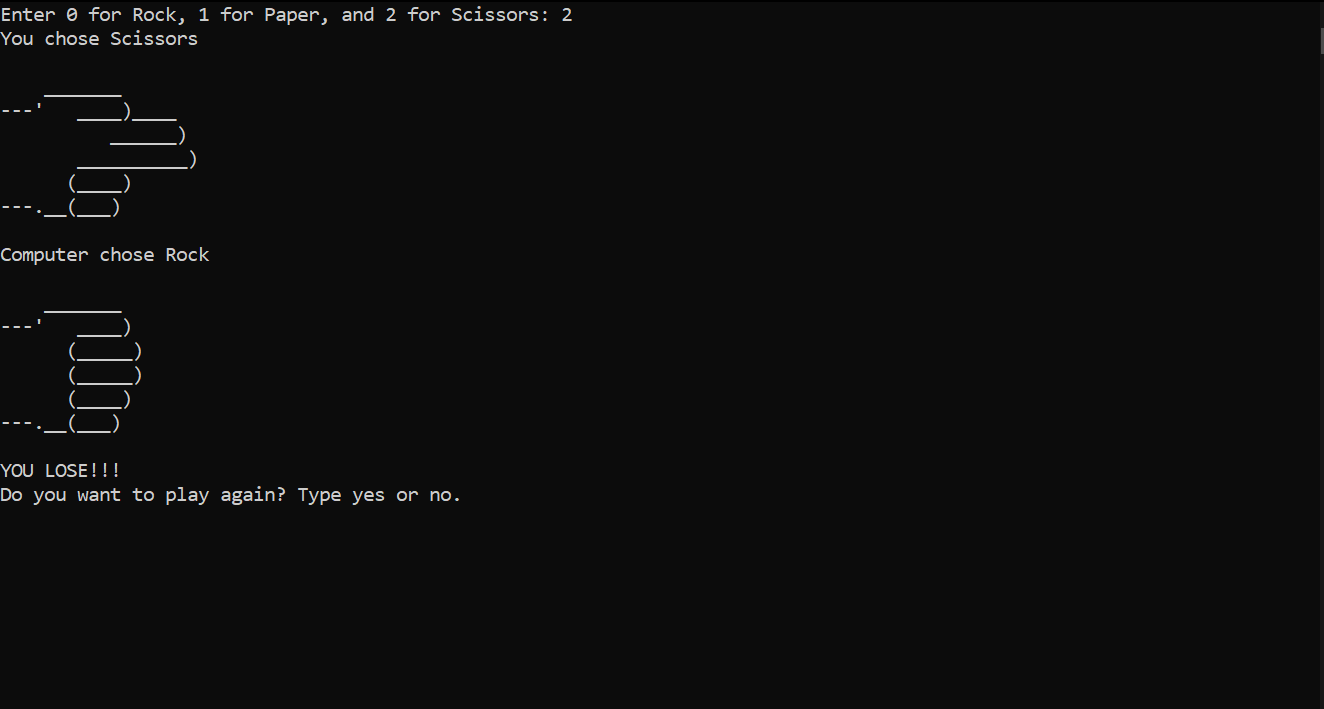 Enter 0 for Rock, 1 for Paper, and 2 for Scissors: 2
You chose Scissors
    _______
---'   ____)____
          ______)
       __________)
      (____)
---.__(___)
Computer chose Rock
    _______
---'   ____)
      (_____)
      (_____)
      (____)
---.__(___)
YOU LOSE!!!
Do you want to play again? Type yes or no.